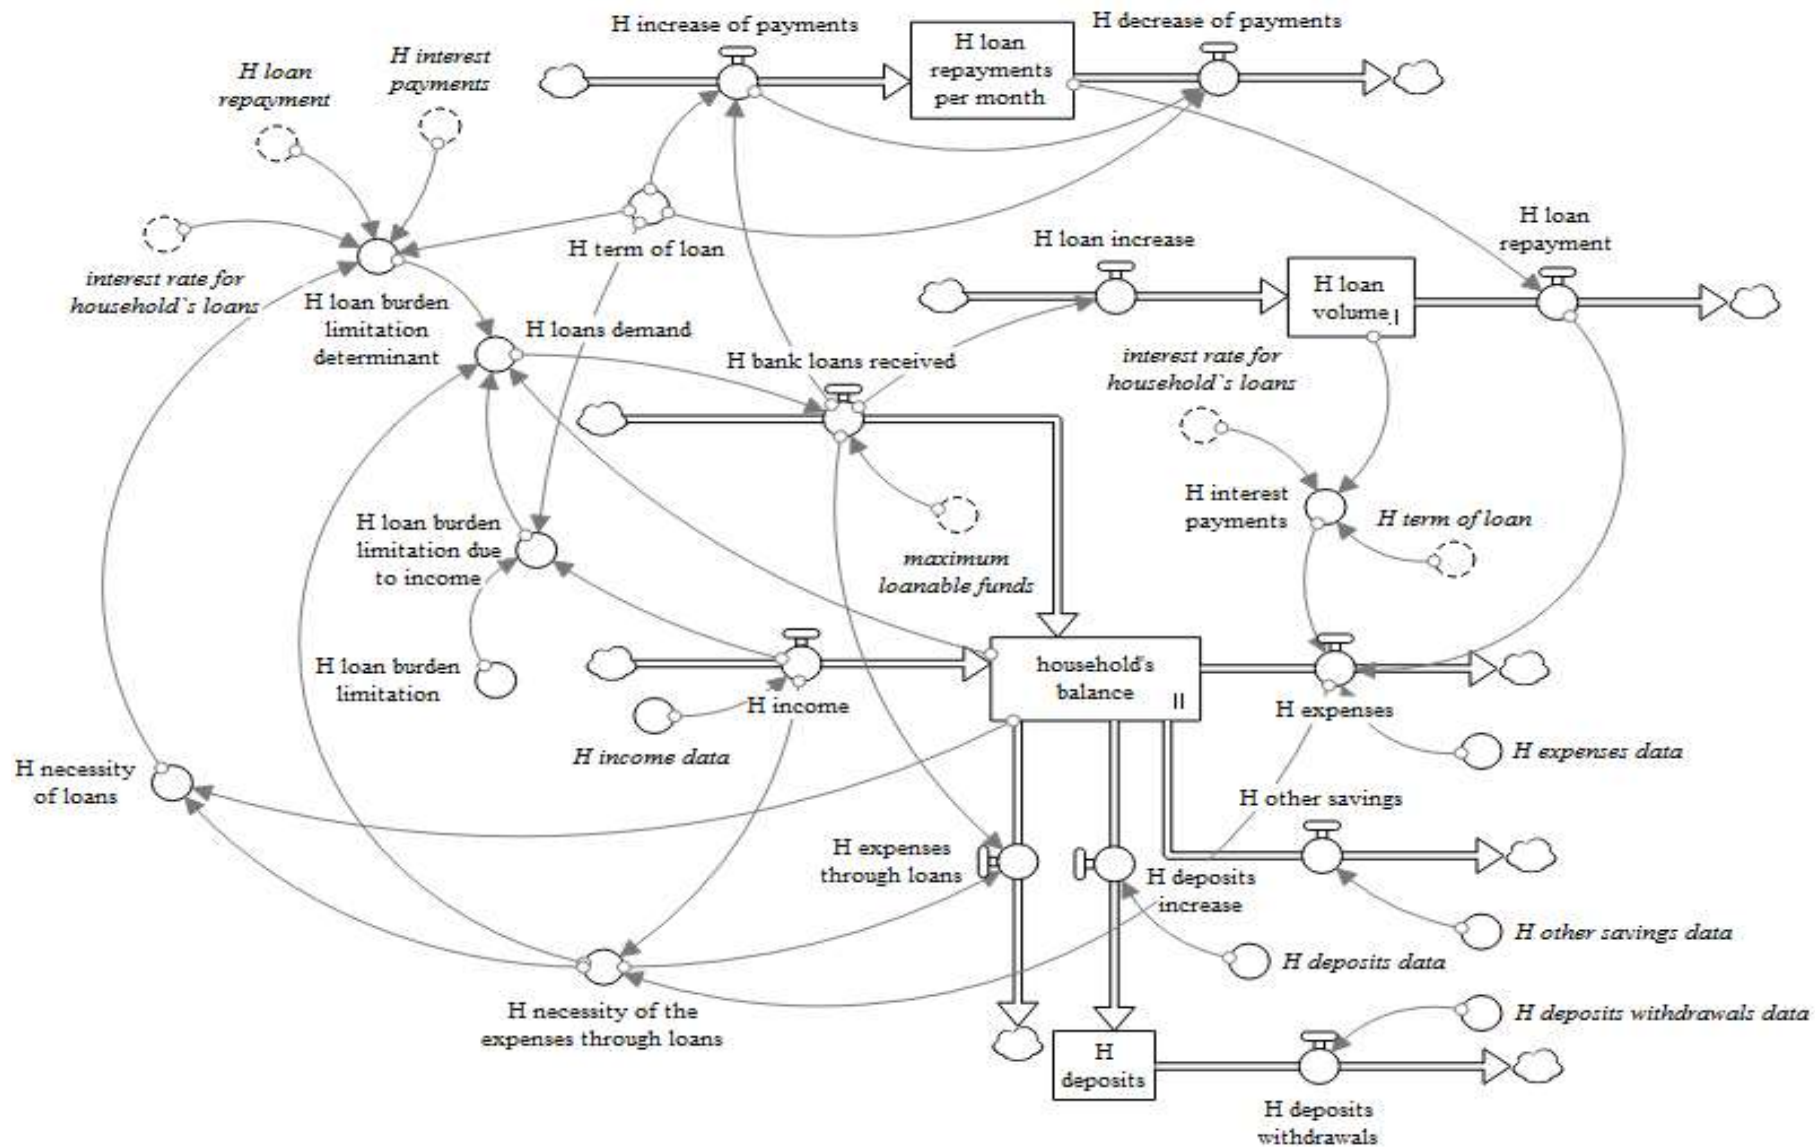 H increase of payments
H decrease of payments
H loan
repayments
per month
H loan
repayment
H interest
payments
H term of loan
interest rate for
household`s loans
H loan burden
limitation
determinant
H loans demand
H loan increase
H loan
repayment
H loan
volume
H bank loans received
interest rate for
household`s loans
H interest
payments
H term of loan
H loan burden
limitation due
to income
maximum
loanable funds
H loan burden
limitation
H income
H income data
household's
balance
H expenses
H expenses data
H necessity
of loans
H other savings
H expenses
through loans
H deposits
increase
H other savings data
H deposits data
H necessity of the
expenses through loans
H deposits withdrawals data
H
deposits
H deposits
withdrawals